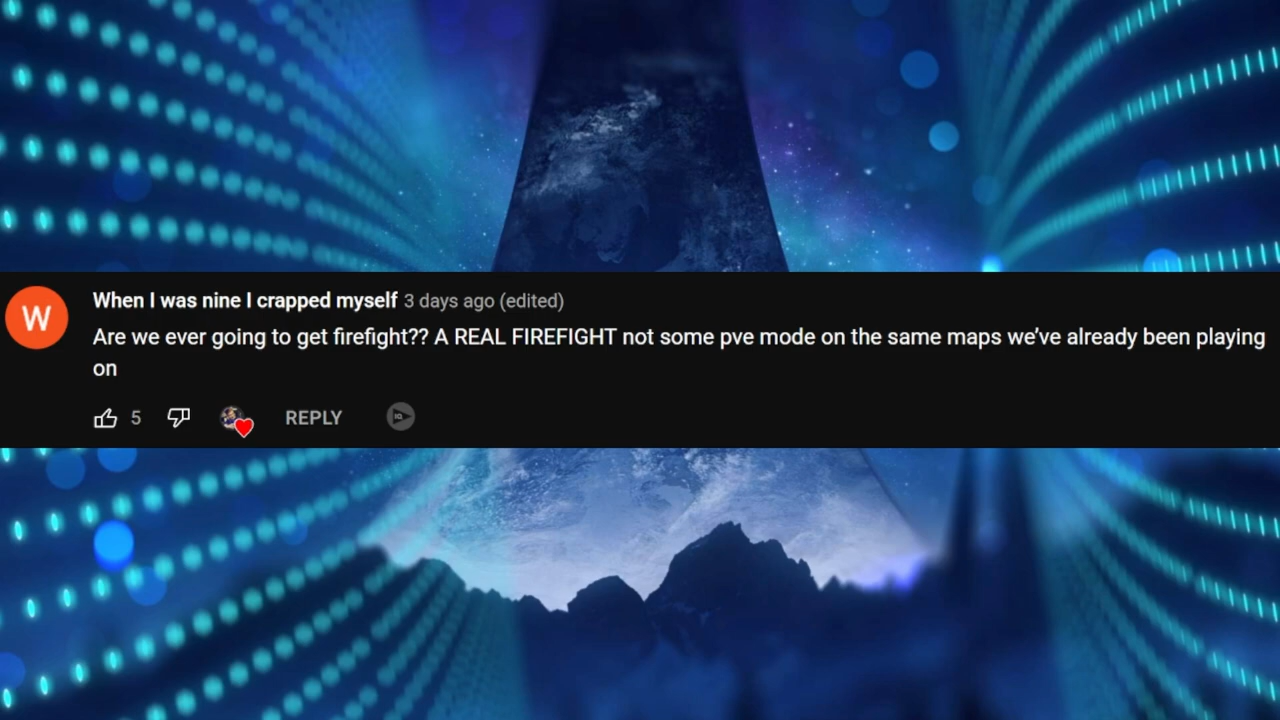 W
When I was nine I crapped myself 3 days ago (edited)
Are we ever going to get firefight?? A REAL FIREFIGHT not some pve mode on the same maps we’ve already been playing
on
5 REPLY IQ